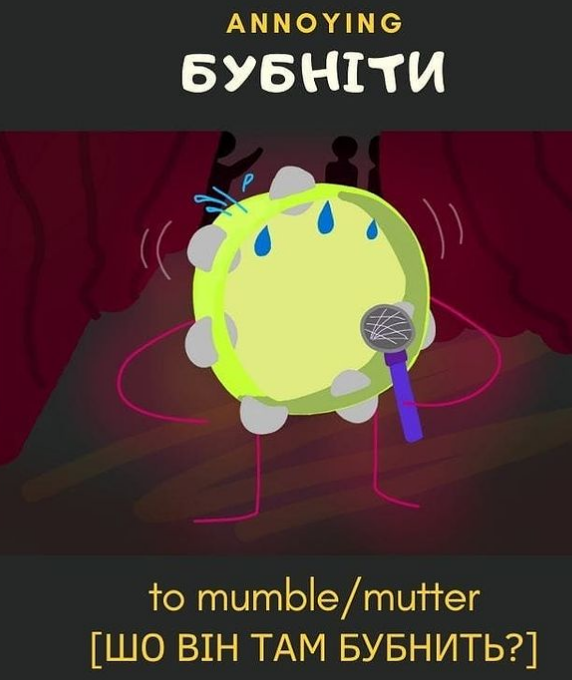 ANNOYING
БУБНІТИ
to mumble/mutter
[ШО ВІН ТАМ БУБНИТЬ?]